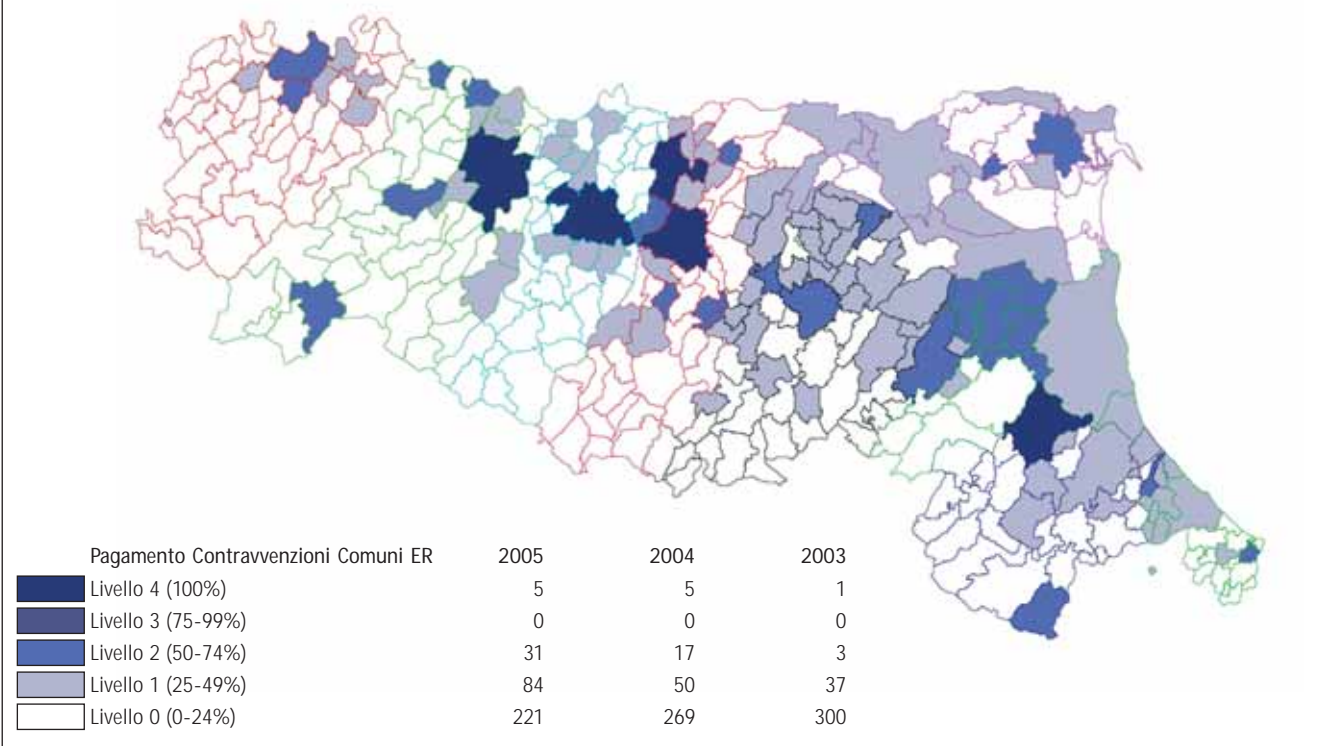 Pagamento Contravvenzioni Comuni ER 2005 2004 2003
Livello 4 (100%) 5 5 1
Livello 3 (75-99%) 0 0 0
Livello 2 (50-74%) 31 17 3
Livello 1 (25-49%) 84 50 37
Livello 0 (0-24%) 221 269 300